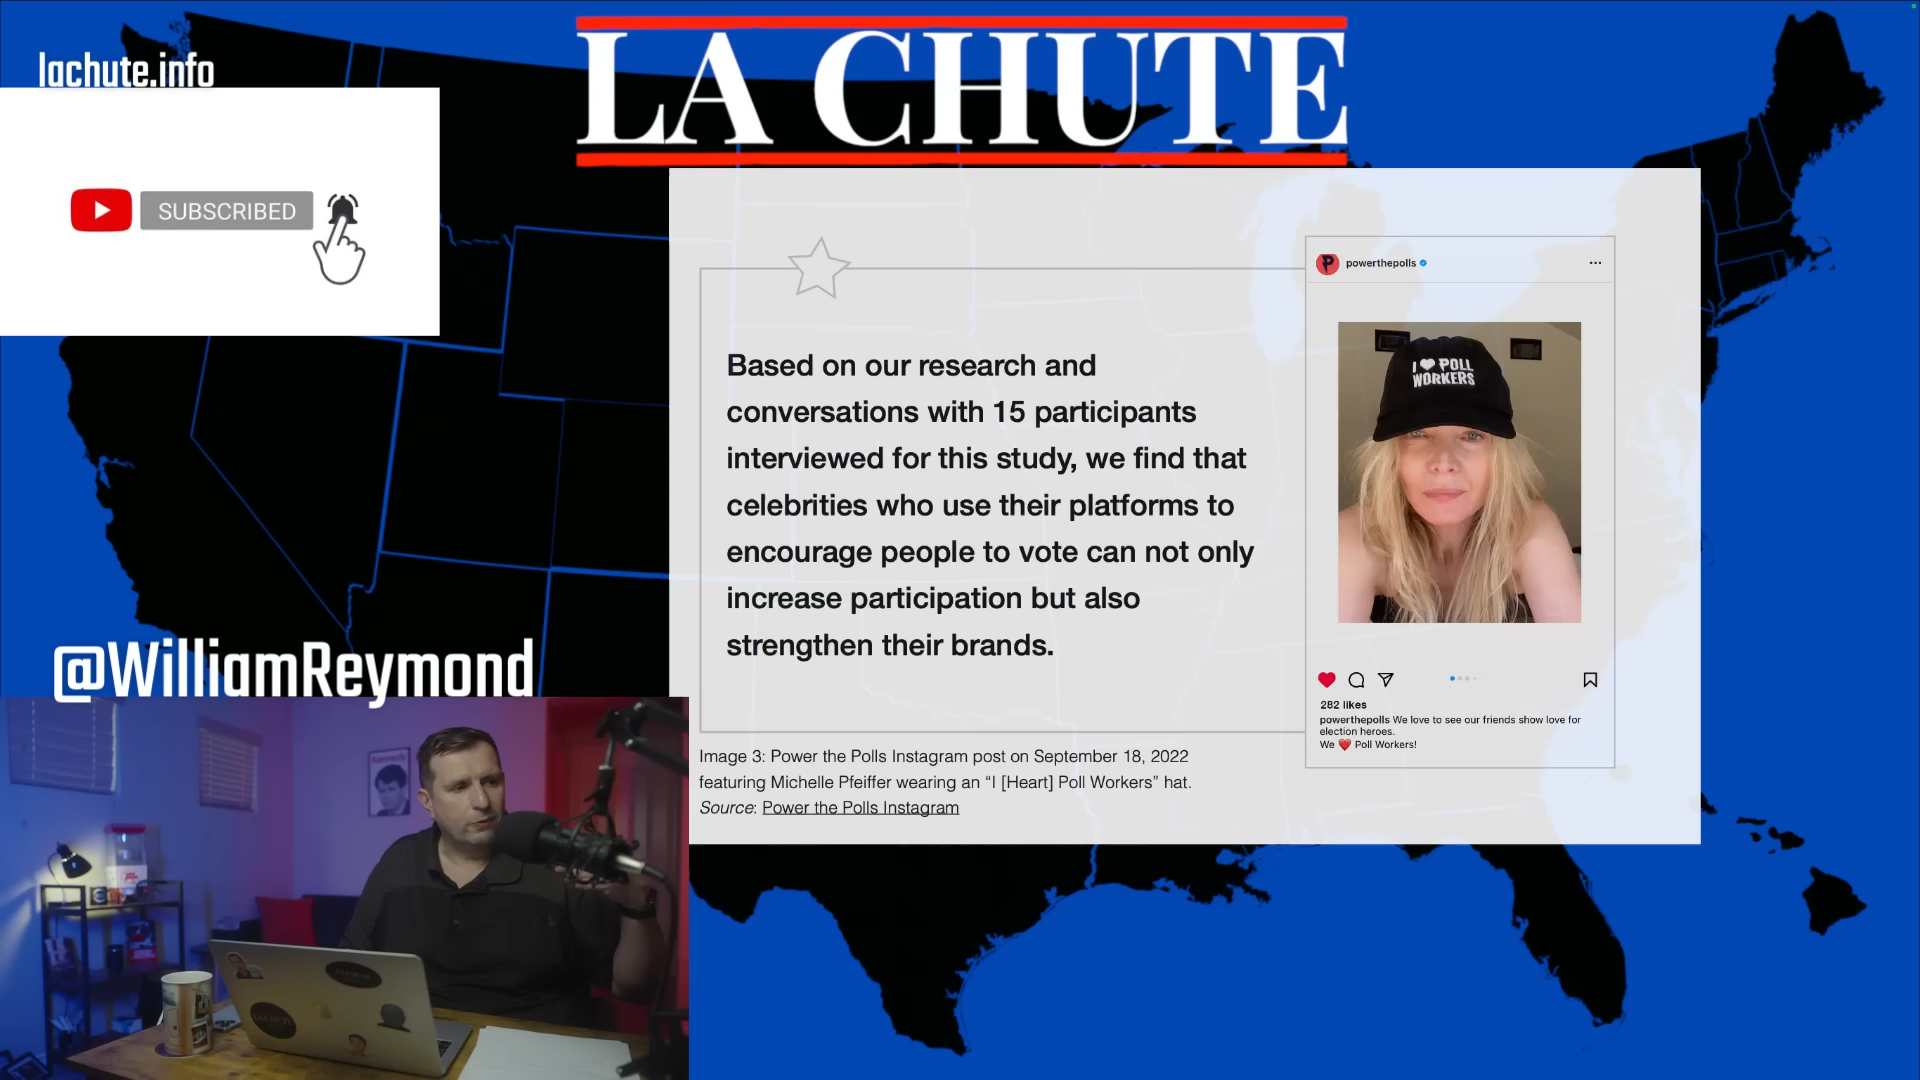 lachute.info
LA CHUTE
SUBSCRIBED
powerthepolls
I ❤ POLL
WORKERS
Based on our research and
conversations with 15 participants
interviewed for this study, we find that
celebrities who use their platforms to
encourage people to vote can not only
increase participation but also
strengthen their brands.
282 likes
powerthepolls We love to see our friends show love for
election heroes.
We ❤️ Poll Workers!
Image 3: Power the Polls Instagram post on September 18, 2022
featuring Michelle Pfeiffer wearing an “I [Heart] Poll Workers” hat.
Source: Power the Polls Instagram
@WilliamReymond